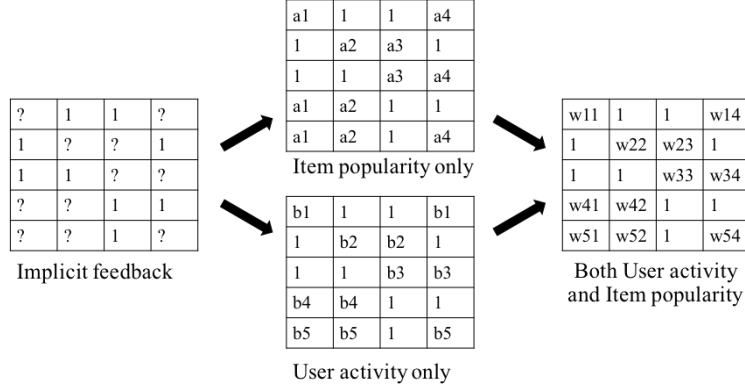 ? 1 1 ?
1 ? ? 1
1 1 ? ?
? ? 1 1
? ? 1 ?
Implicit feedback
a1 1 1 a4
1 a2 a3 1
1 1 a3 a4
a1 a2 1 1
a1 a2 1 a4
Item popularity only
b1 1 1 b1
1 b2 b2 1
1 1 b3 b3
b4 b4 1 1
b5 b5 1 b5
User activity only
w11 1 1 w14
1 w22 w23 1
1 1 w33 w34
w41 w42 1 1
w51 w52 1 w54
Both User activity
and Item popularity